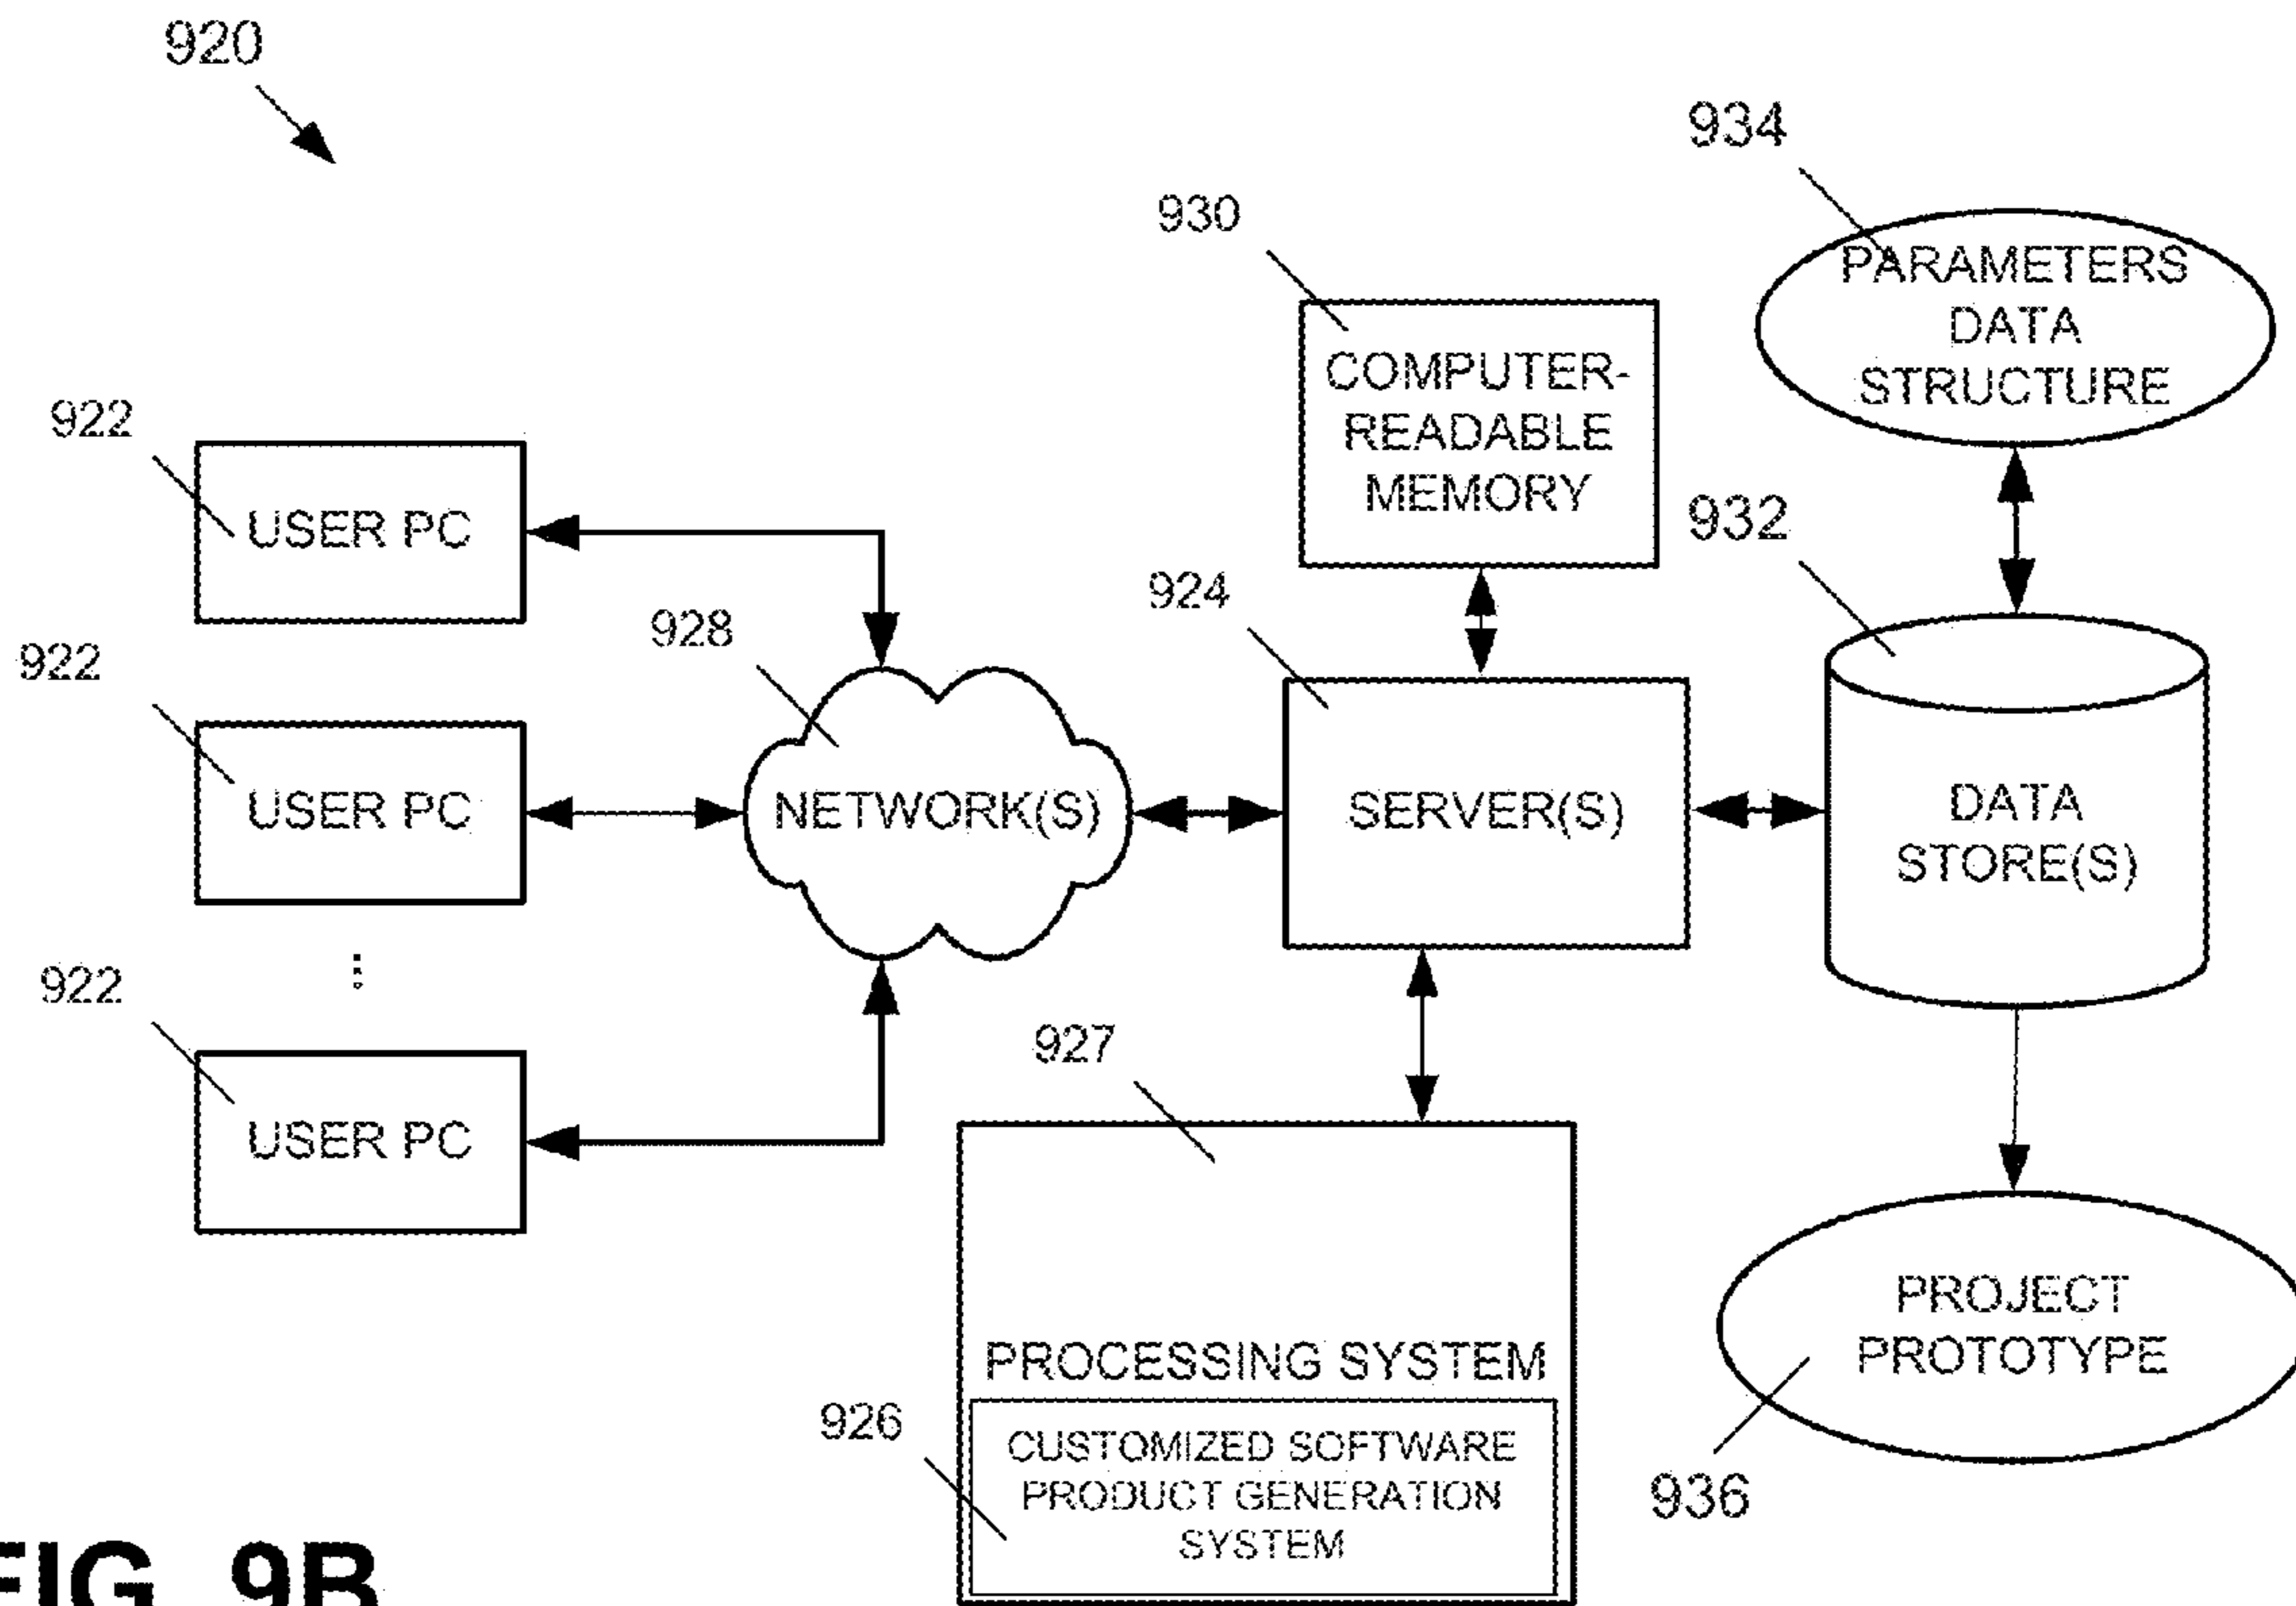 920
934
930
PARAMETERS
DATA
STRUCTURE
COMPUTER-
READABLE
MEMORY
922
USER PC
932
924
928
922
USER PC
NETWORK(S)
SERVER(S)
DATA
STORE(S)
922
⋮
927
USER PC
PROCESSING SYSTEM
PROJECT
PROTOTYPE
926
CUSTOMIZED SOFTWARE
PRODUCT GENERATION
SYSTEM
936
FIG. 9B